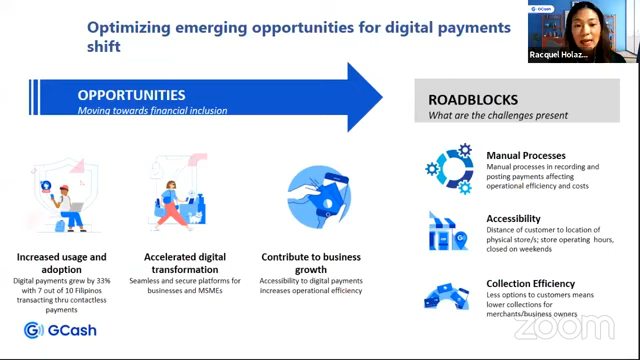 Optimizing emerging opportunities for digital payments
shift
GCash
Racquel Holaz...
OPPORTUNITIES
Moving towards financial inclusion
ROADBLOCKS
What are the challenges present
Increased usage and
adoption
Digital payments grew by 33%
with 7 out of 10 Filipinos
transacting thru contactless
payments
Accelerated digital
transformation
Seamless and secure platforms for
businesses and MSMEs
Contribute to business
growth
Accessibility to digital payments
increases operational efficiency
Manual Processes
Manual processes in recording and
posting payments affecting
operational efficiency and costs
Accessibility
Distance of customer to location of
physical store/s; store operating hours,
closed on weekends
Collection Efficiency
Less options to customers means
lower collections for
merchants/business owners
GCash
zoom